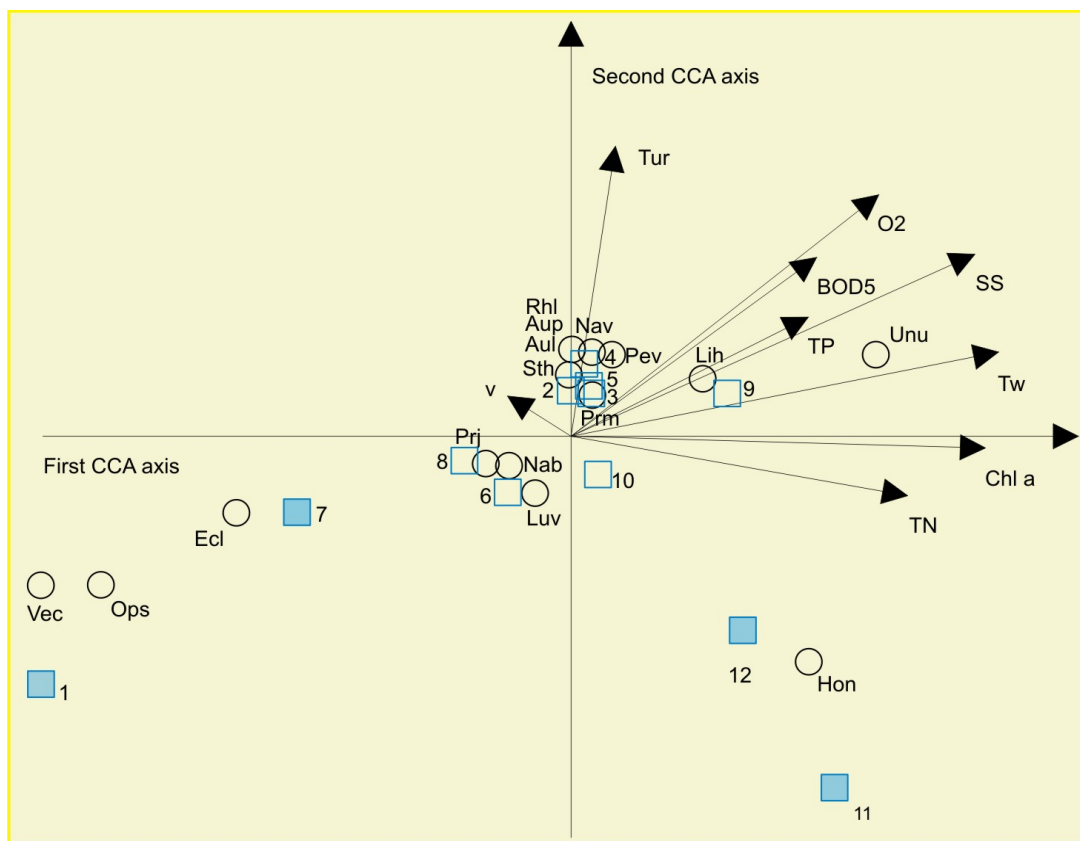 Second CCA axis
Tur
O2
BOD5
SS
Rhl
Aup
Nav
Aul
Pev
TP
Unu
Lih
Sth
4
Tw
5
2
3
9
v
Prm
Prj
First CCA axis
8
Nab
10
Chl a
6
Luv
TN
7
Ecl
Vec
Ops
12
Hon
1
11